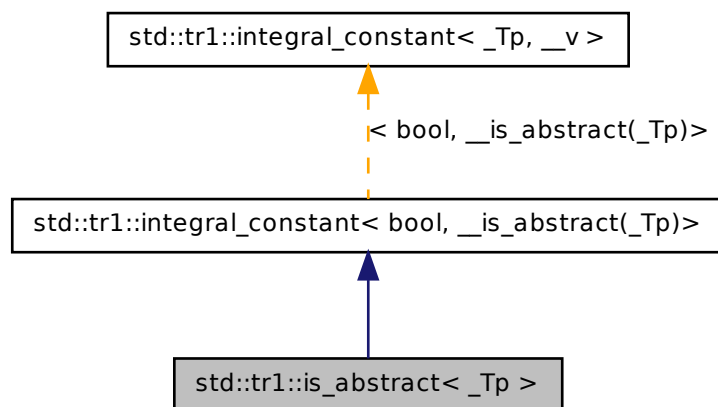 std::tr1::integral_constant< _Tp, __v >
< bool, __is_abstract(_Tp)>
std::tr1::integral_constant< bool, __is_abstract(_Tp)>
std::tr1::is_abstract< _Tp >